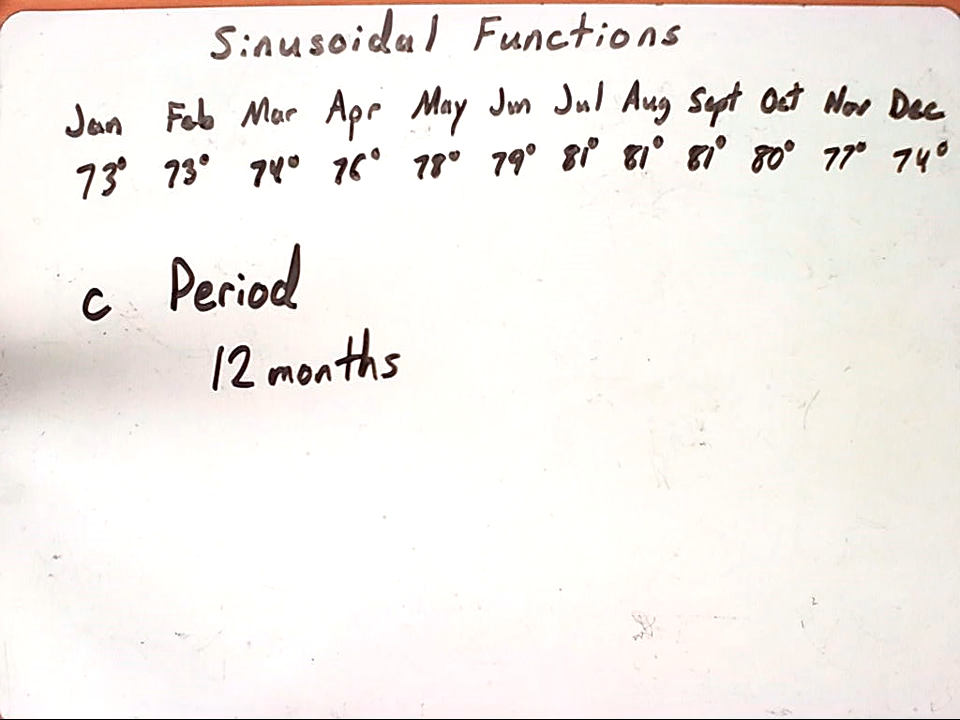 Sinusoidal Functions
Jan Feb Mar Apr May Jun Jul Aug Sept Oct Nov Dec
73° 73° 74° 76° 78° 79° 81° 81° 81° 80° 77° 74°
c Period
12 months